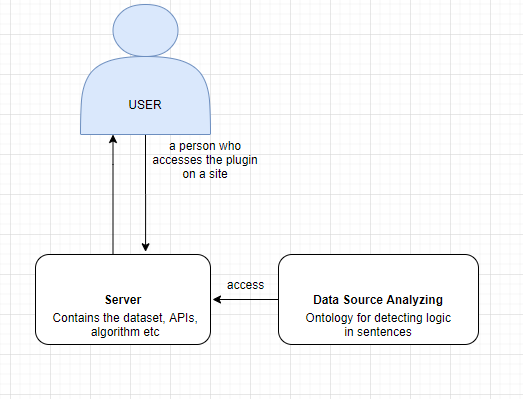 USER
a person who
accesses the plugin
on a site
access
Server
Contains the dataset, APIs,
algorithm etc
Data Source Analyzing
Ontology for detecting logic
in sentences